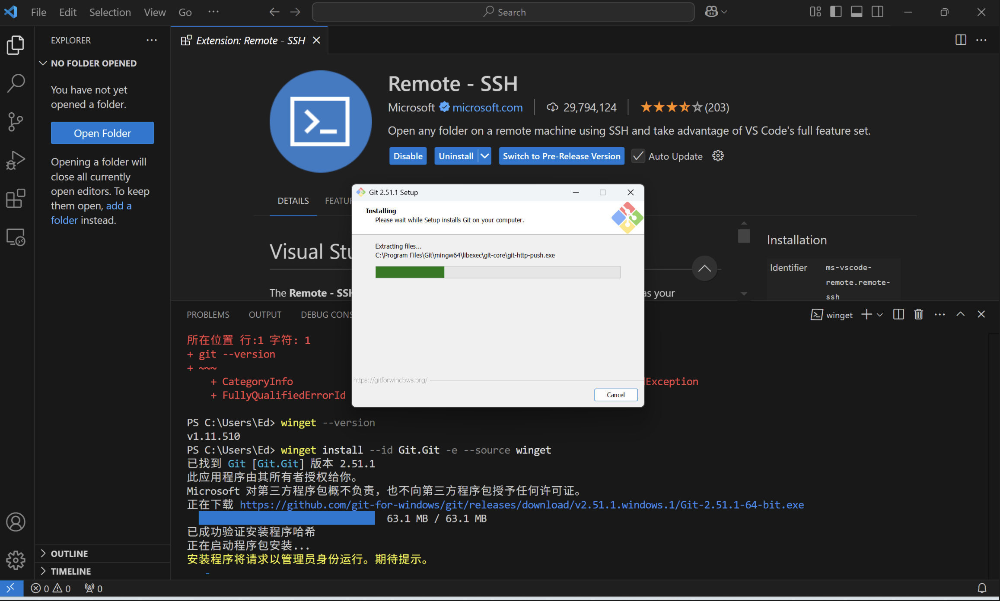 File Edit Selection View Go ···
Search
EXPLORER
Extension: Remote - SSH
NO FOLDER OPENED
You have not yet
opened a folder.
Open Folder
Opening a folder will
close all currently
open editors. To keep
them open, add a
folder instead.
OUTLINE
TIMELINE
Remote - SSH
Microsoft microsoft.com 29,794,124 (203)
Open any folder on a remote machine using SSH and take advantage of VS Code's full feature set.
Disable Uninstall Switch to Pre-Release Version Auto Update
DETAILS
Visual
The Remote - SSH as your
Installation
Identifier ms-vscode-
remote.remote-
ssh
Git 2.51.1 Setup
Installing
Please wait while Setup installs Git on your computer.
Extracting files...
C:\Program Files\Git\mingw64\libexec\git-core\git-http-push.exe
https://gitforwindows.org/
Cancel
PROBLEMS OUTPUT DEBUG
winget
所在位置 行:1 字符: 1
+ git --version
+ ~~~
+ CategoryInfo Exception
+ FullyQualifiedErrorId
PS C:\Users\Ed> winget --version
v1.11.510
PS C:\Users\Ed> winget install --id Git.Git -e --source winget
已找到 Git [Git.Git] 版本 2.51.1
此应用程序由其所有者授权给你。
Microsoft 对第三方程序包概不负责，也不向第三方程序包授予任何许可证。
正在下载 https://github.com/git-for-windows/git/releases/download/v2.51.1.windows.1/Git-2.51.1-64-bit.exe
63.1 MB / 63.1 MB
已成功验证安装程序哈希
正在启动程序包安装...
安装程序将请求以管理员身份运行。期待提示。
-
0 0 0